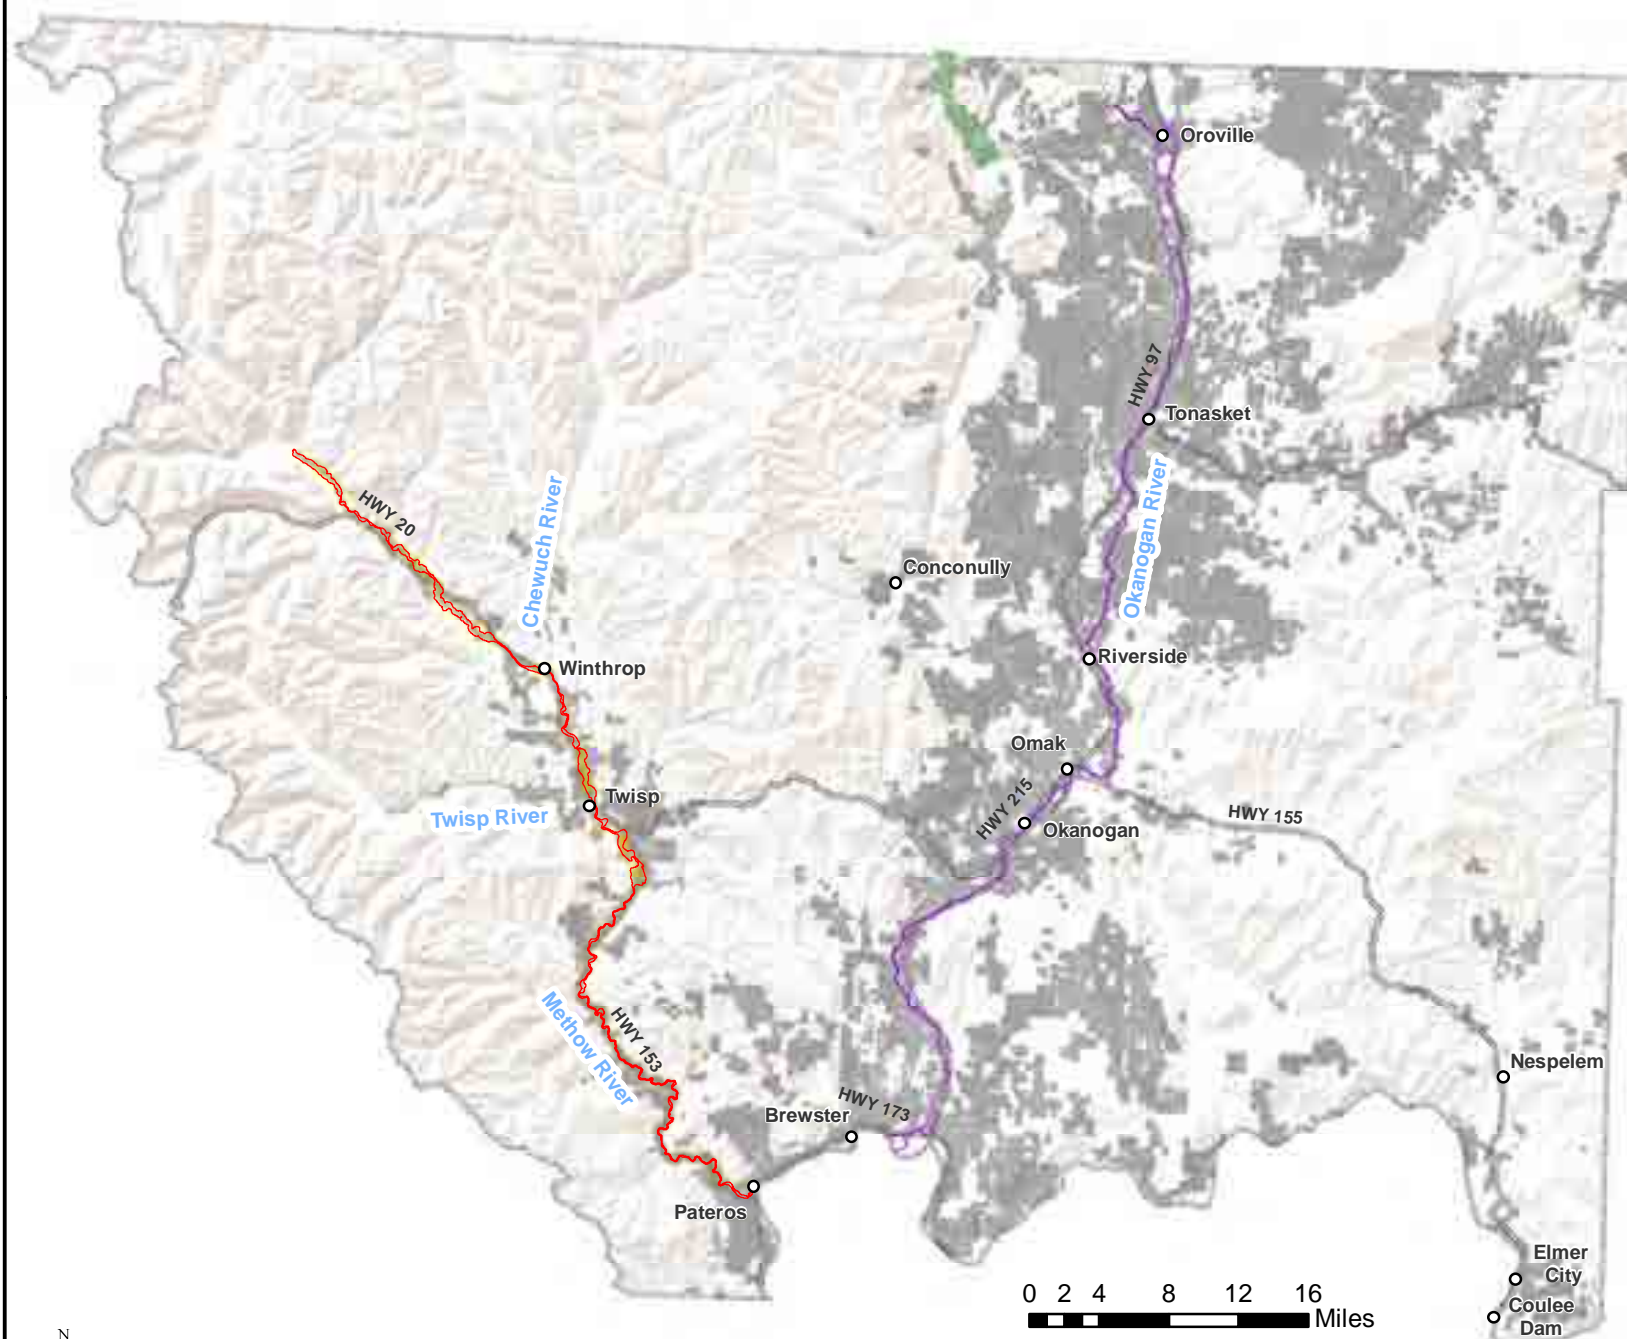 Oroville
HWY 97
Tonasket
Okanogan River
HWY 20
Chewuch River
Conconully
Riverside
Winthrop
Omak
Twisp
Twisp River
HWY 215
Okanogan
HWY 155
Methow River
HWY 153
Nespelem
HWY 173
Brewster
Pateros
Elmer
City
Coulee
Dam
0 2 4 8 12 16
Miles
N